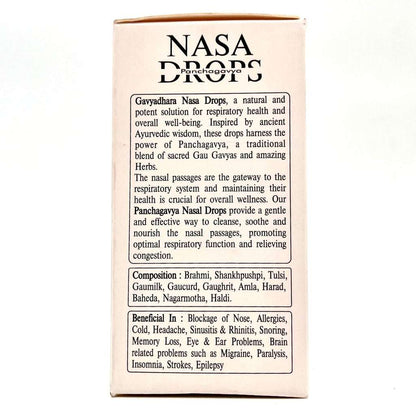 NASA
DROPS
Panchagavya
Gavyadhara Nasa Drops, a natural and
potent solution for respiratory health and
overall well-being. Inspired by ancient
Ayurvedic wisdom, these drops harness the
power of Panchagavya, a traditional
blend of sacred Gau Gavyas and amazing
Herbs.
The nasal passages are the gateway to the
respiratory system and maintaining their
health is crucial for overall wellness. Our
Panchagavya Nasal Drops provide a gentle
and effective way to cleanse, soothe and
nourish the nasal passages, promoting
optimal respiratory function and relieving
congestion.
Composition : Brahmi, Shankhpushpi, Tulsi,
Gaumilk, Gaucurd, Gaughrit, Amla, Harad,
Baheda, Nagarmotha, Haldi.
Beneficial In : Blockage of Nose, Allergies,
Cold, Headache, Sinusitis & Rhinitis, Snoring,
Memory Loss, Eye & Ear Problems, Brain
related problems such as Migraine, Paralysis,
Insomnia, Strokes, Epilepsy